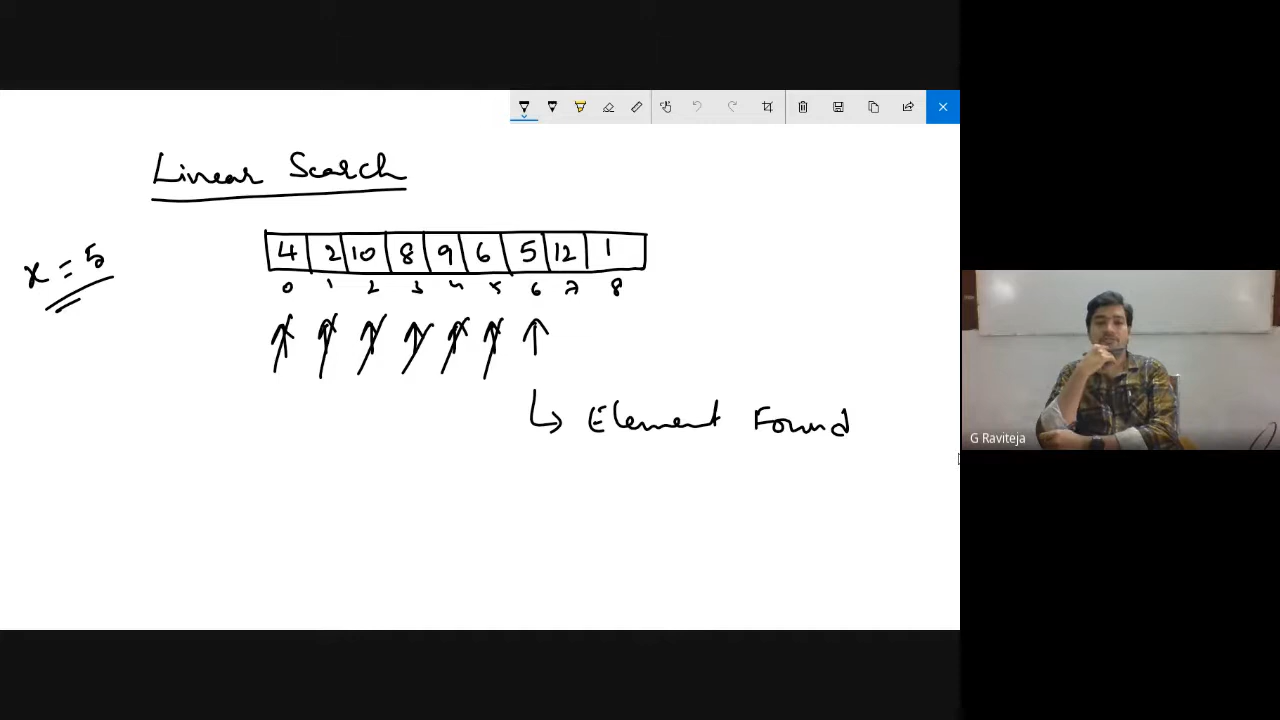 Linear Search
x = 5
4 2 10 8 9 6 5 12 1
0 1 2 3 4 5 6 7 8
↳ Element Found
G Raviteja